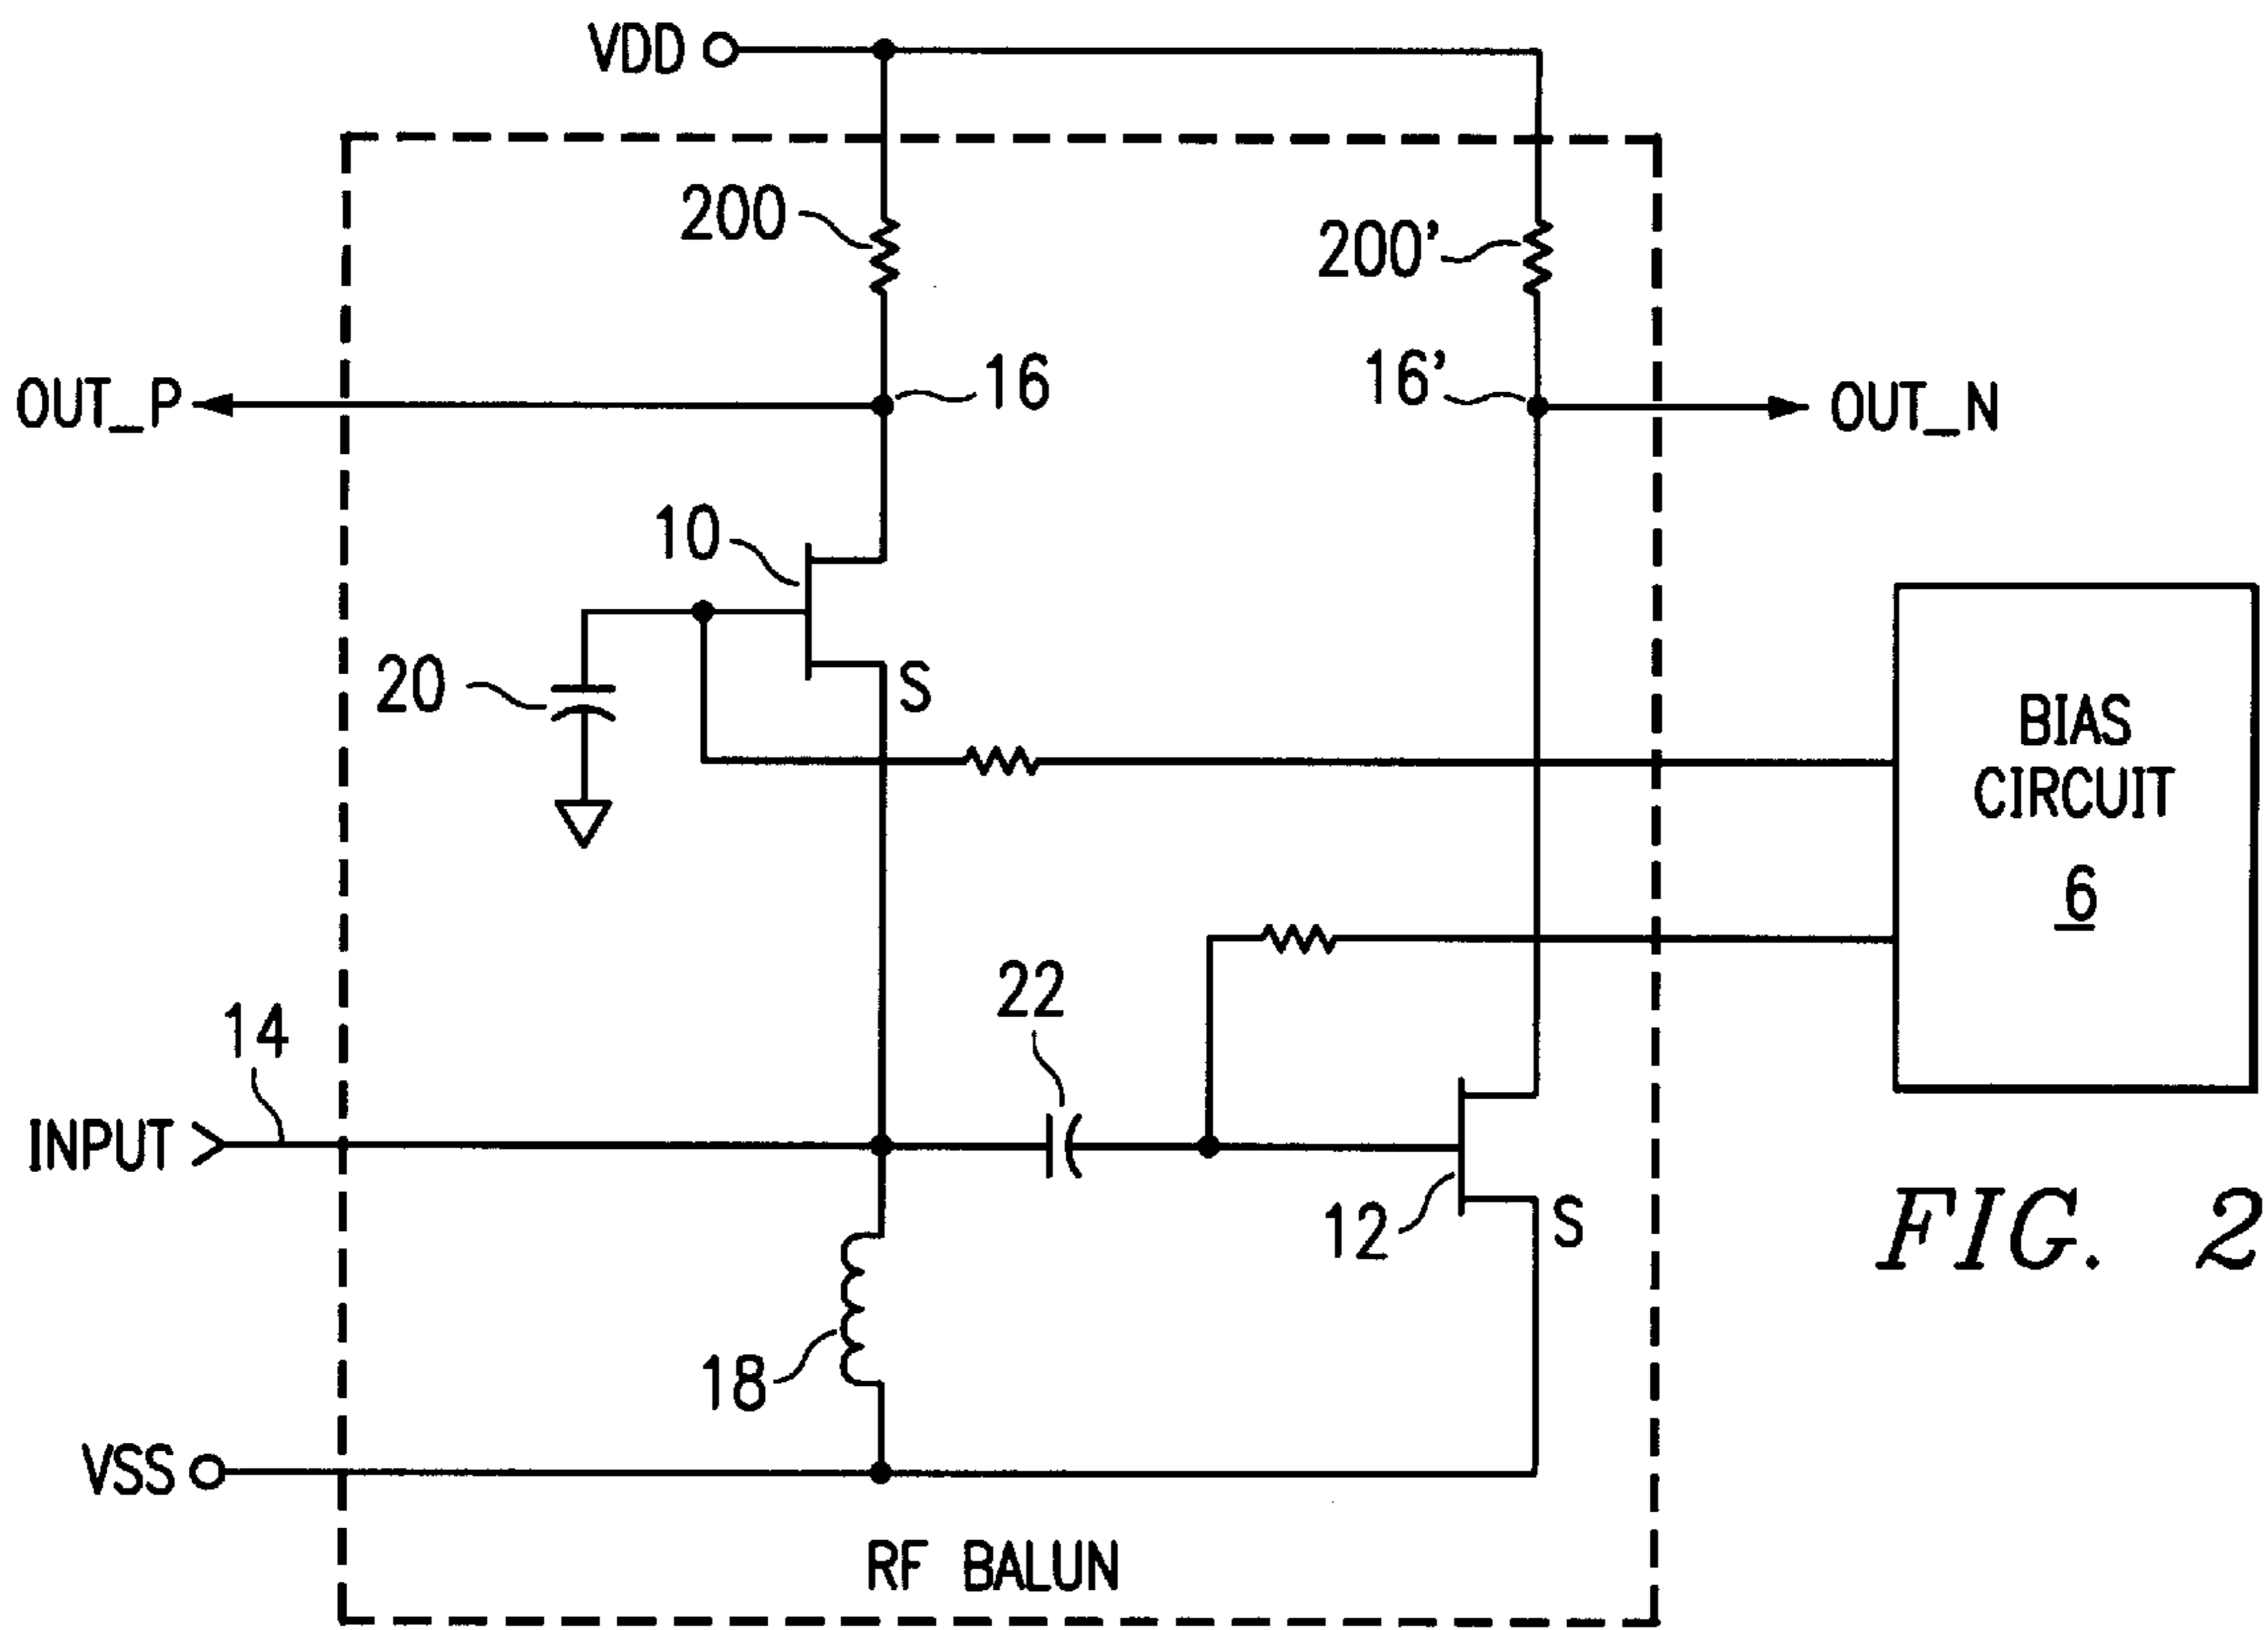 VDD
200
200'
OUT_P
16
16'
OUT_N
10
20
S
BIAS
CIRCUIT
6
22
14
INPUT
12
S
FIG. 2
18
VSS
RF BALUN